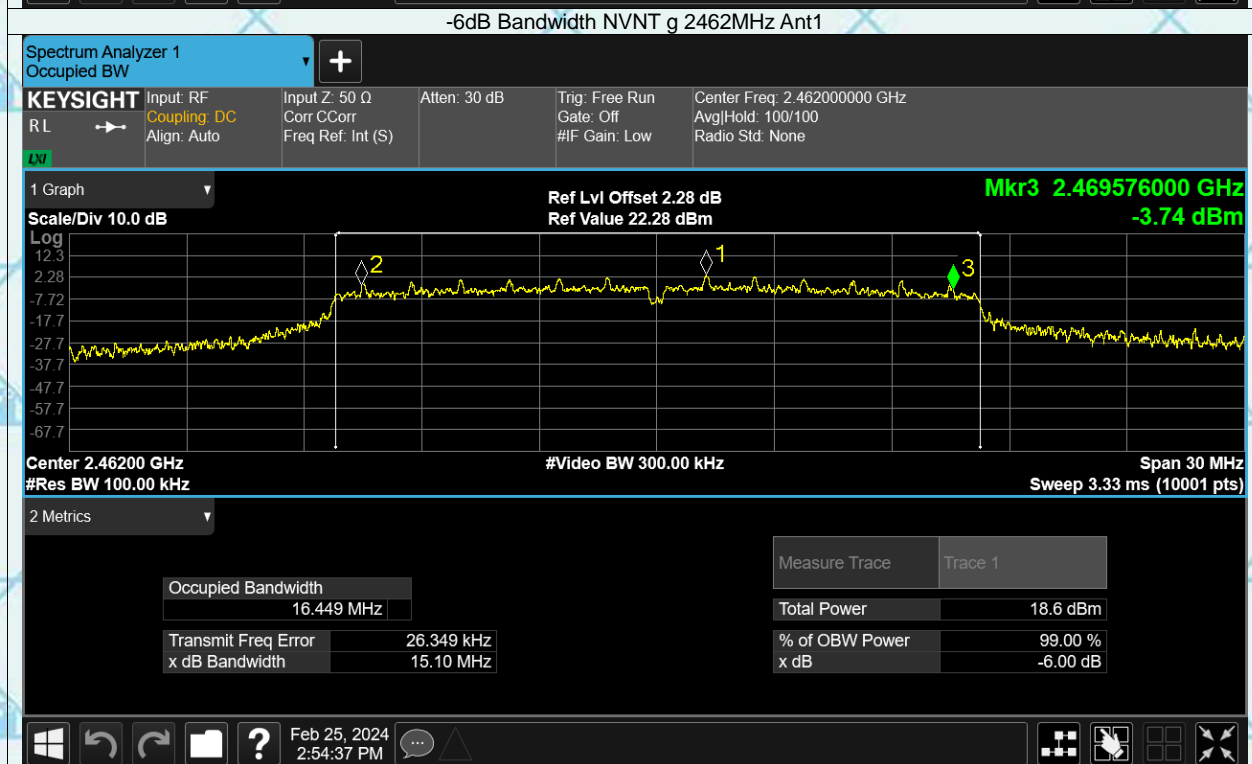 -6dB Bandwidth NVNT g 2462MHz Ant1
Spectrum Analyzer 1
Occupied BW
+
KEYSIGHT Input: RF Input Z: 50 Ω Atten: 30 dB Trig: Free Run Center Freq: 2.462000000 GHz
RL Coupling: DC Corr CCorr Gate: Off Avg|Hold: 100/100
Align: Auto Freq Ref: Int (S) #IF Gain: Low Radio Std: None
LXI
1 Graph
Ref Lvl Offset 2.28 dB Mkr3 2.469576000 GHz
Scale/Div 10.0 dB Ref Value 22.28 dBm -3.74 dBm
Log
12.3
2.28
-7.72
-17.7
-27.7
-37.7
-47.7
-57.7
-67.7
2 1 3
Center 2.46200 GHz #Video BW 300.00 kHz Span 30 MHz
#Res BW 100.00 kHz Sweep 3.33 ms (10001 pts)
2 Metrics
Measure Trace Trace 1
Occupied Bandwidth
16.449 MHz Total Power 18.6 dBm
Transmit Freq Error 26.349 kHz % of OBW Power 99.00 %
x dB Bandwidth 15.10 MHz x dB -6.00 dB
? Feb 25, 2024
2:54:37 PM